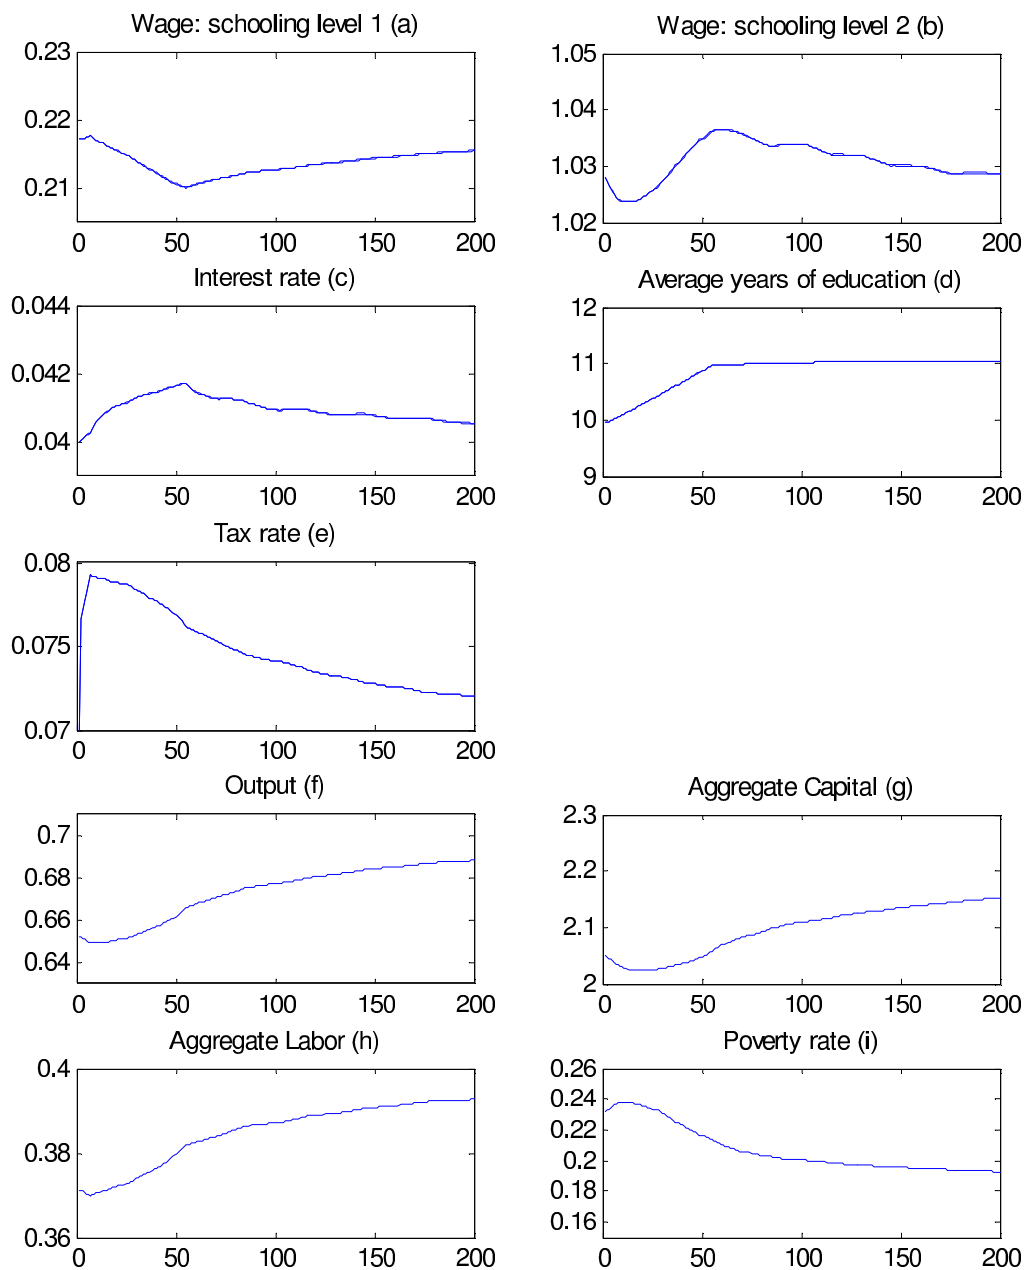 Wage: schooling level 1 (a)
0.23
0.22
0.21
0 50 100 150 200
Wage: schooling level 2 (b)
1.05
1.04
1.03
1.02
0 50 100 150 200
Interest rate (c)
0.044
0.042
0.04
0 50 100 150 200
Average years of education (d)
12
11
10
9
0 50 100 150 200
Tax rate (e)
0.08
0.075
0.07
0 50 100 150 200
Output (f)
0.7
0.68
0.66
0.64
0 50 100 150 200
Aggregate Capital (g)
2.3
2.2
2.1
2
0 50 100 150 200
Aggregate Labor (h)
0.4
0.38
0.36
0 50 100 150 200
Poverty rate (i)
0.26
0.24
0.22
0.2
0.18
0.16
0 50 100 150 200